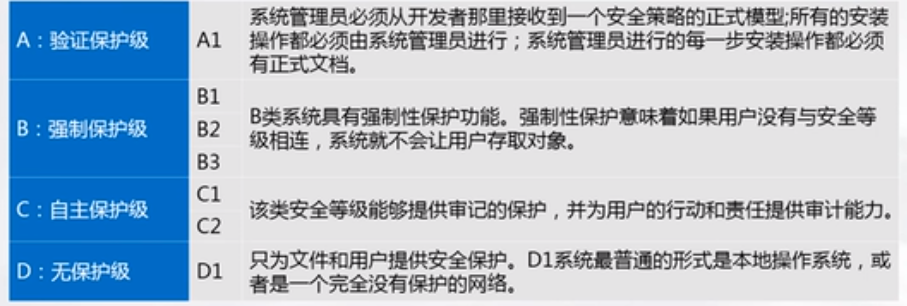 A：验证保护级
A1
系统管理员必须从开发者那里接收到一个安全策略的正式模型;所有的安装
操作都必须由系统管理员进行；系统管理员进行的每一步安装操作都必须
有正式文档。
B：强制保护级
B1
B2
B3
B类系统具有强制性保护功能。强制性保护意味着如果用户没有与安全等
级相连，系统就不会让用户存取对象。
C：自主保护级
C1
C2
该类安全等级能够提供审记的保护，并为用户的行动和责任提供审计能力。
D：无保护级
D1
只为文件和用户提供安全保护。D1系统最普通的形式是本地操作系统，或
者是一个完全没有保护的网络。